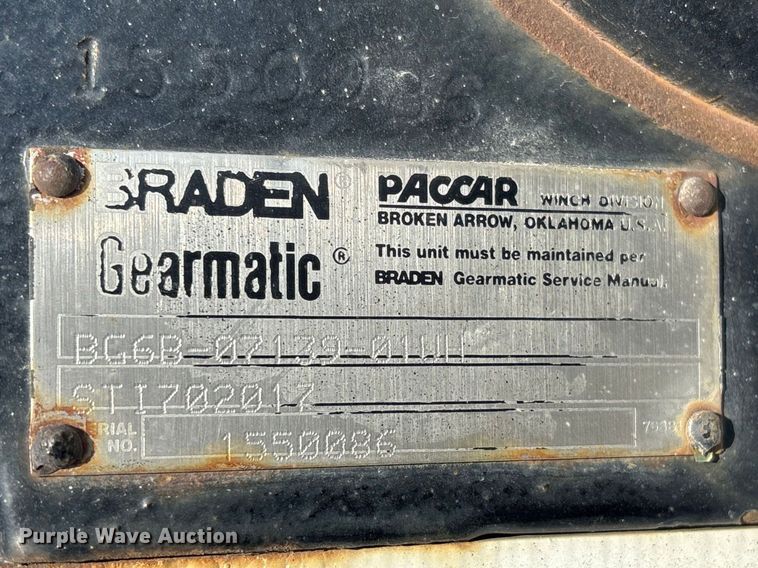 1550086
BRADEN®
PACCAR WINCH DIVISION
BROKEN ARROW, OKLAHOMA U.S.A.
Gearmatic®
This unit must be maintained per
BRADEN Gearmatic Service Manual.
BG6B-07139-01WH
STI702017
SERIAL NO. 1550086
Purple Wave Auction